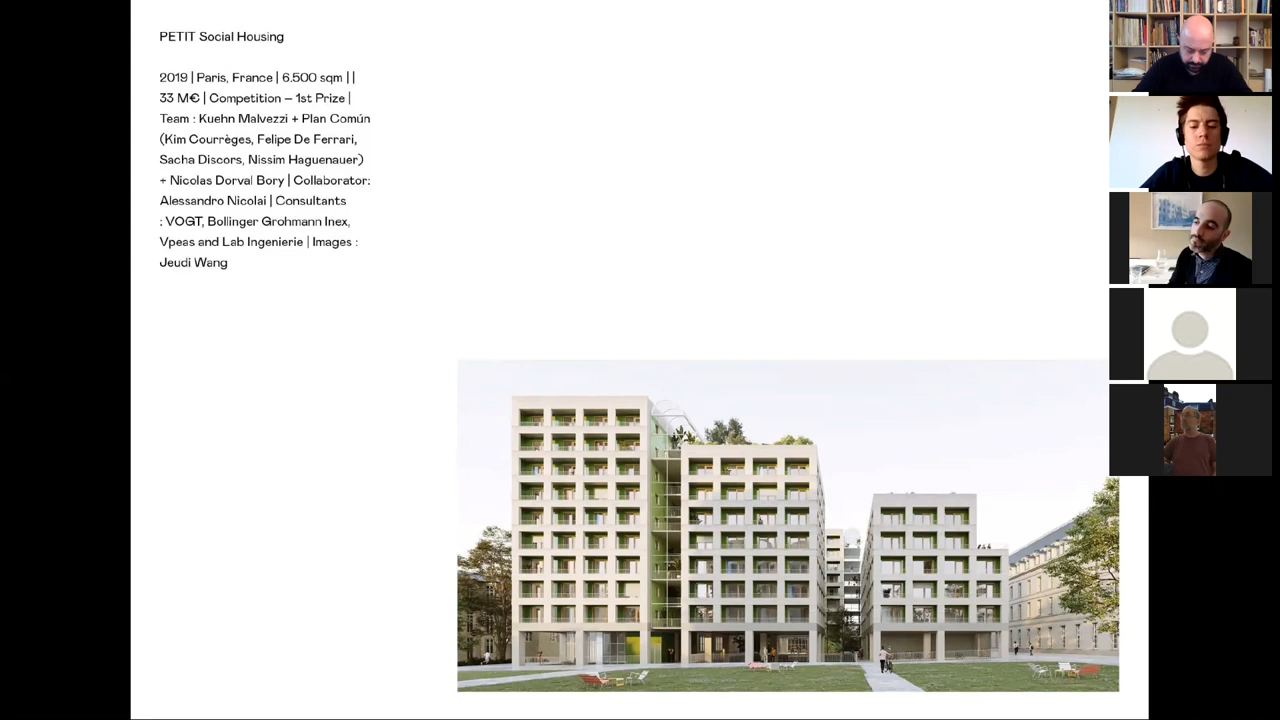 PETIT Social Housing
2019 | Paris, France | 6.500 sqm | |
33 M€ | Competition – 1st Prize |
Team : Kuehn Malvezzi + Plan Común
(Kim Courrèges, Felipe De Ferrari,
Sacha Discors, Nissim Haguenauer)
+ Nicolas Dorval Bory | Collaborator:
Alessandro Nicolai | Consultants
: VOGT, Bollinger Grohmann Inex,
Vpeas and Lab Ingenierie | Images :
Jeudi Wang